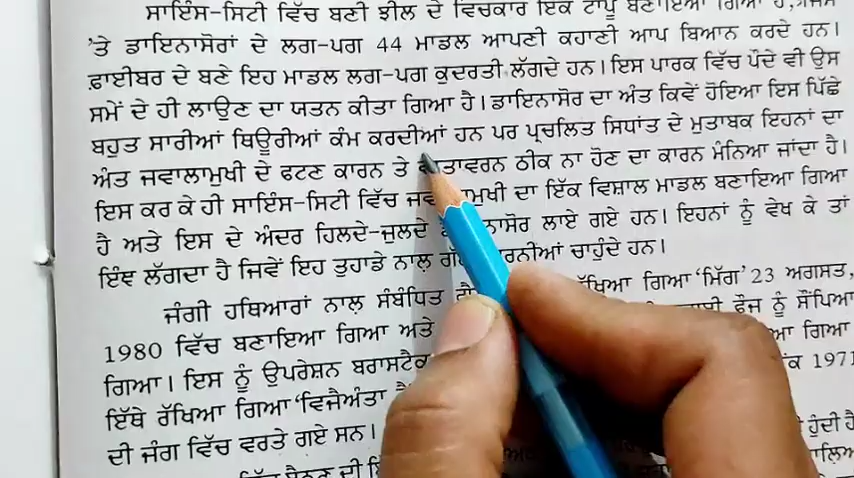 ਸਾਇੰਸ-ਸਿਟੀ ਵਿੱਚ ਬਣੀ ਝੀਲ ਦੇ ਵਿਚਕਾਰ ਇਕ ਟਾਪੂ ਬਣਾਇਆ ਗਿਆ ਹੈ,
'ਤੇ ਡਾਇਨਾਸੋਰਾਂ ਦੇ ਲਗ-ਪਗ 44 ਮਾਡਲ ਆਪਣੀ ਕਹਾਣੀ ਆਪ ਬਿਆਨ ਕਰਦੇ ਹਨ।
ਫ਼ਾਈਬਰ ਦੇ ਬਣੇ ਇਹ ਮਾਡਲ ਲਗ-ਪਗ ਕੁਦਰਤੀ ਲੱਗਦੇ ਹਨ। ਇਸ ਪਾਰਕ ਵਿੱਚ ਪੌਦੇ ਵੀ ਉਸ
ਸਮੇਂ ਦੇ ਹੀ ਲਾਉਣ ਦਾ ਯਤਨ ਕੀਤਾ ਗਿਆ ਹੈ। ਡਾਇਨਾਸੋਰ ਦਾ ਅੰਤ ਕਿਵੇਂ ਹੋਇਆ ਇਸ ਪਿੱਛੇ
ਬਹੁਤ ਸਾਰੀਆਂ ਥਿਊਰੀਆਂ ਕੰਮ ਕਰਦੀਆਂ ਹਨ ਪਰ ਪ੍ਰਚਲਿਤ ਸਿਧਾਂਤ ਦੇ ਮੁਤਾਬਕ ਇਹਨਾਂ ਦਾ
ਅੰਤ ਜਵਾਲਾਮੁਖੀ ਦੇ ਫਟਣ ਕਾਰਨ ਤੇ ਵਾਤਾਵਰਨ ਠੀਕ ਨਾ ਹੋਣ ਦਾ ਕਾਰਨ ਮੰਨਿਆ ਜਾਂਦਾ ਹੈ।
ਇਸ ਕਰ ਕੇ ਹੀ ਸਾਇੰਸ-ਸਿਟੀ ਵਿੱਚ ਦਾ ਇੱਕ ਵਿਸ਼ਾਲ ਮਾਡਲ ਬਣਾਇਆ ਗਿਆ
ਹੈ ਅਤੇ ਇਸ ਦੇ ਅੰਦਰ ਹਿਲਦੇ-ਜੁਲਦੇ ਲਾਏ ਗਏ ਹਨ। ਇਹਨਾਂ ਨੂੰ ਵੇਖ ਕੇ ਤਾਂ
ਇੰਞ ਲੱਗਦਾ ਹੈ ਜਿਵੇਂ ਇਹ ਤੁਹਾਡੇ ਨਾਲ਼ ਚਾਹੁੰਦੇ ਹਨ।
ਜੰਗੀ ਹਥਿਆਰਾਂ ਨਾਲ਼ ਸੰਬੰਧਿਤ ਰੱਖਿਆ ਗਿਆ 'ਮਿੱਗ' 23 ਅਗਸਤ,
1980 ਵਿੱਚ ਬਣਾਇਆ ਗਿਆ ਅਤੇ ਫ਼ੌਜ ਨੂੰ ਸੌਂਪਿਆ
ਗਿਆ। ਇਸ ਨੂੰ ਉਪਰੇਸ਼ਨ ਗਿਆ
ਇੱਥੇ ਰੱਖਿਆ ਗਿਆ 'ਵਿਜੈਅੰਤਾ 1971
ਦੀ ਜੰਗ ਵਿੱਚ ਵਰਤੇ ਗਏ ਸਨ। ਹੁੰਦੀ ਹੈ